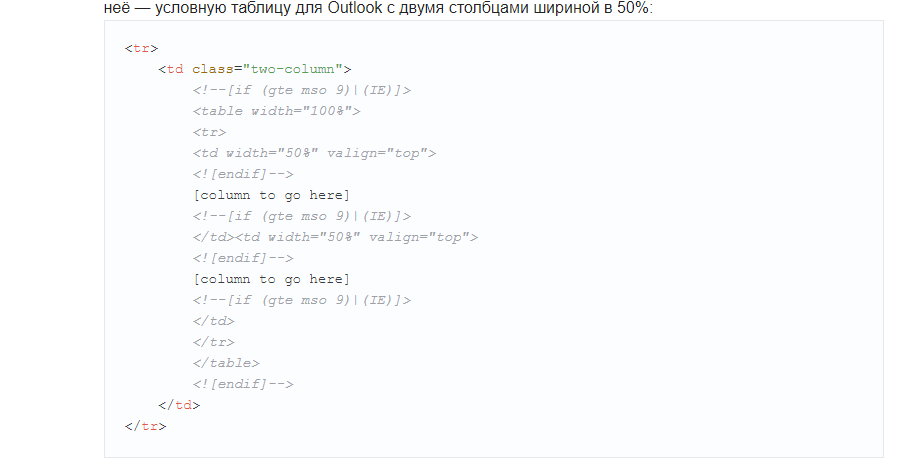 неё — условную таблицу для Outlook с двумя столбцами шириной в 50%:
<tr>
<td class="two-column">
<!--[if (gte mso 9)|(IE)]>
<table width="100%">
<tr>
<td width="50%" valign="top">
<![endif]-->
[column to go here]
<!--[if (gte mso 9)|(IE)]>
</td><td width="50%" valign="top">
<![endif]-->
[column to go here]
<!--[if (gte mso 9)|(IE)]>
</td>
</tr>
</table>
<![endif]-->
</td>
</tr>